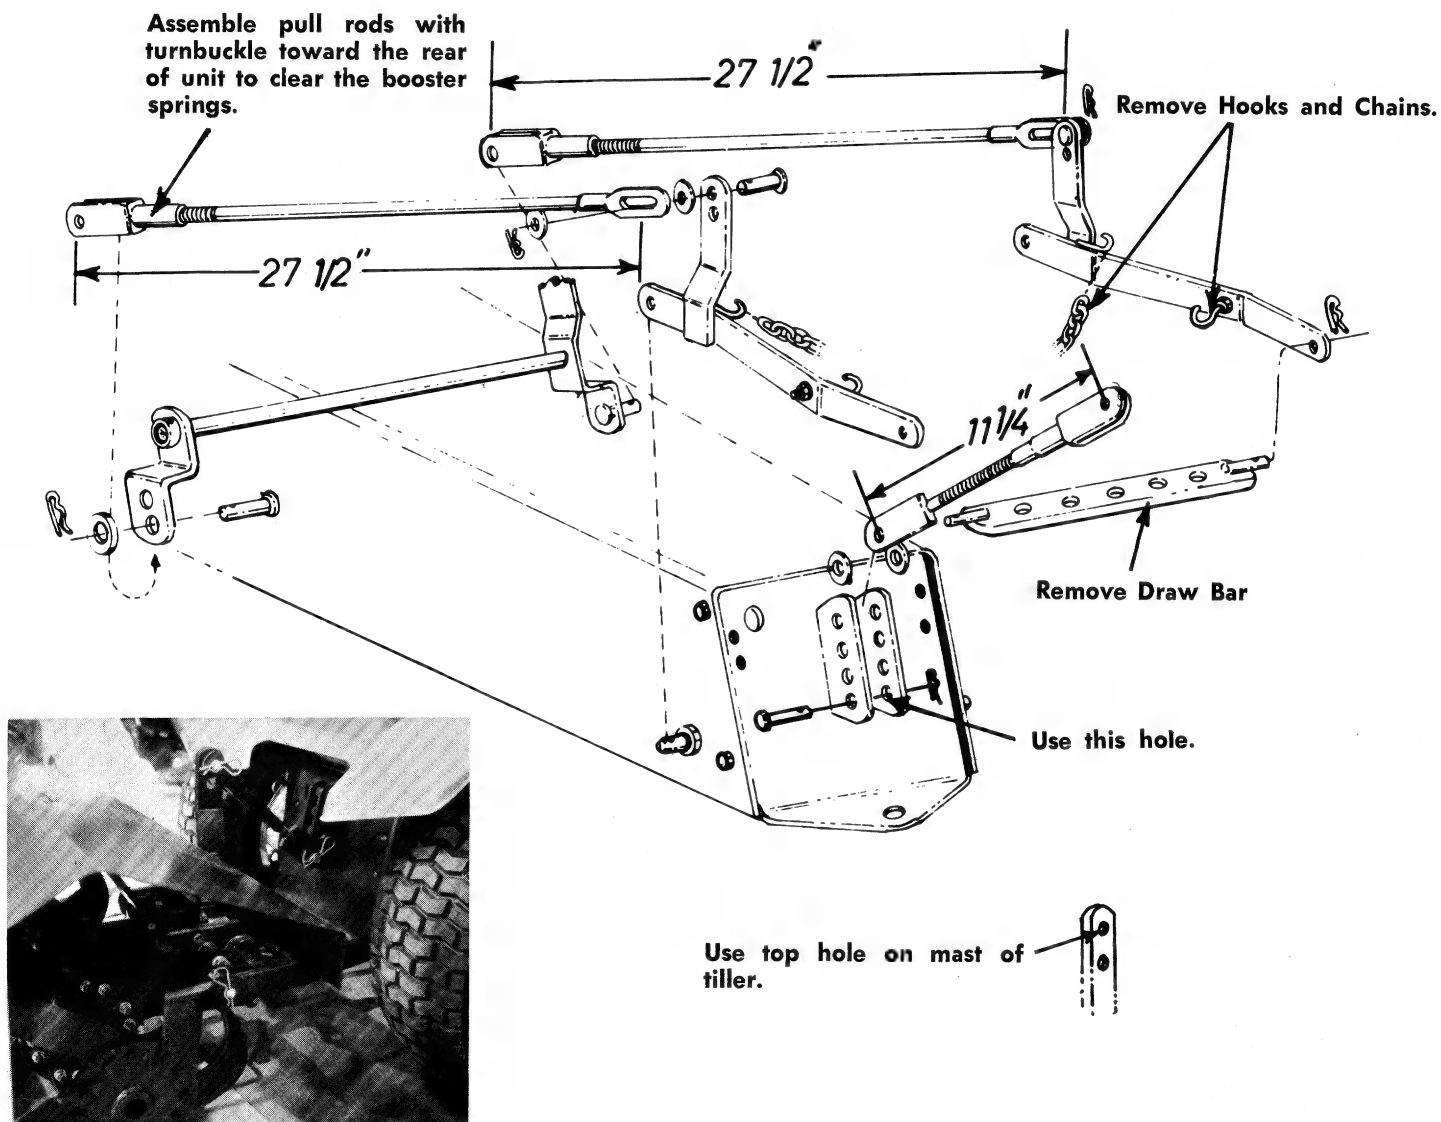 Assemble pull rods with
turnbuckle toward the rear
of unit to clear the booster
springs.
27 1/2"
Remove Hooks and Chains.
27 1/2"
11 1/4"
Remove Draw Bar
Use this hole.
Use top hole on mast of
tiller.